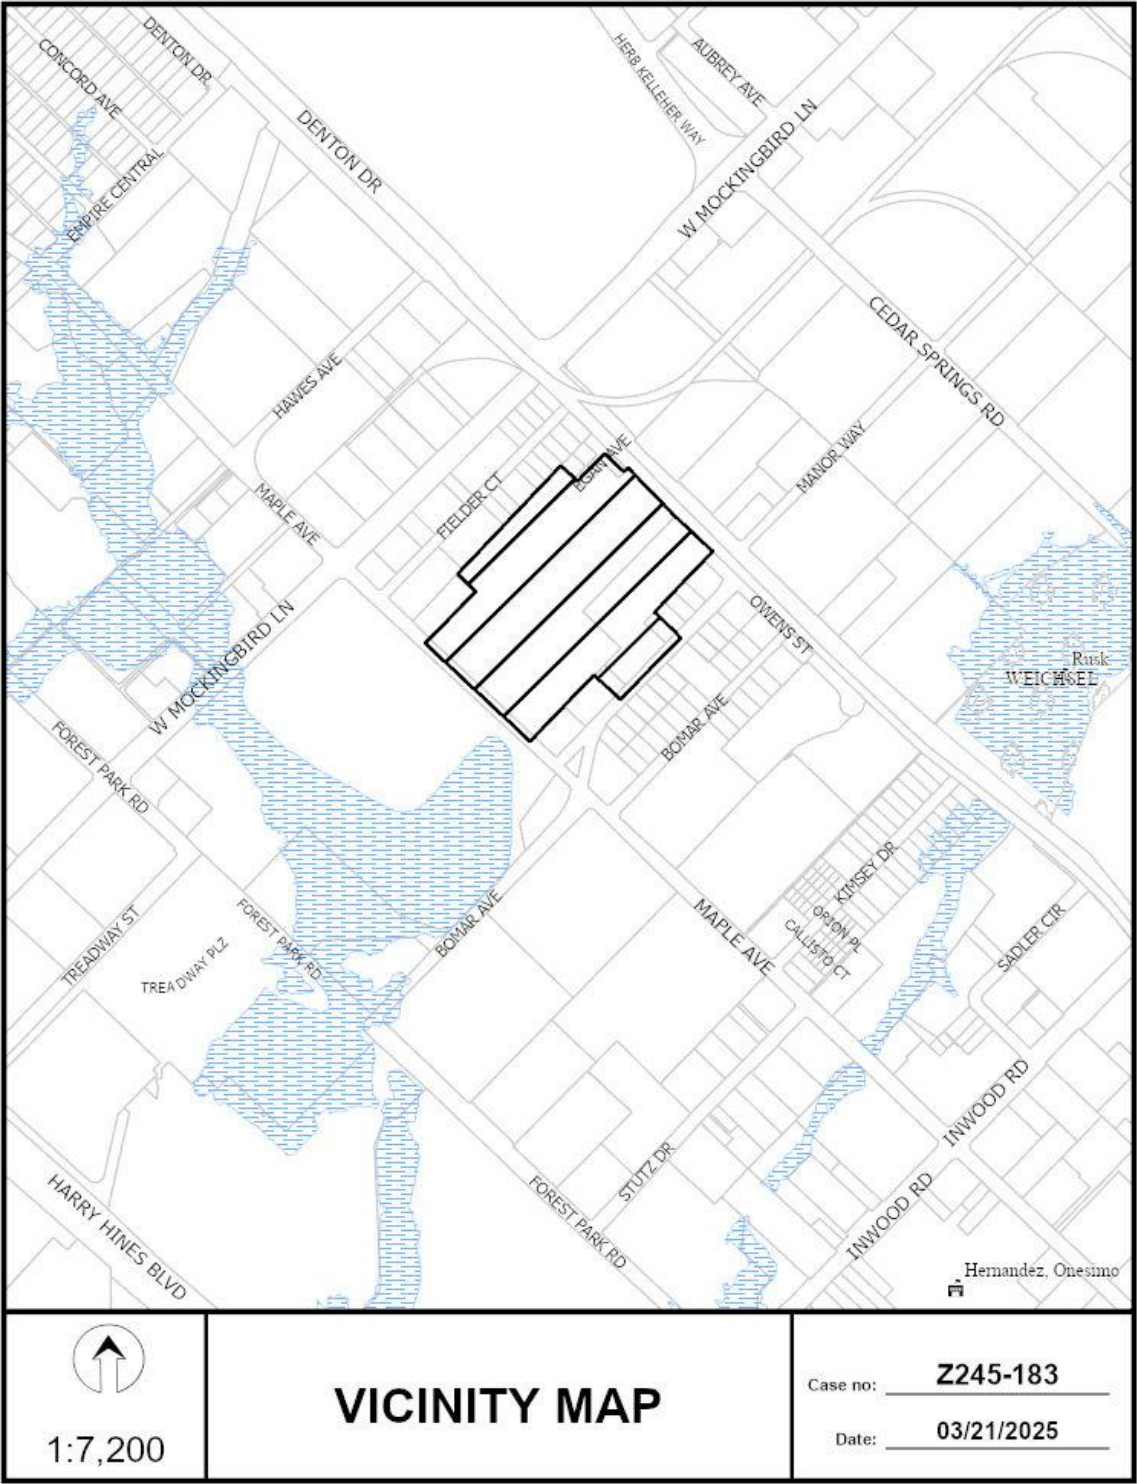 DENTON DR
CONCORD AVE
HERB KELLEHER WAY
AUBREY AVE
DENTON DR
W MOCKINGBIRD LN
EMPIRE CENTRAL
CEDAR SPRINGS RD
HAWES AVE
MANOR WAY
EGAN AVE
FIELDER CT
MAPLE AVE
OWENS ST
W MOCKINGBIRD LN
Rusk
WEICHSEL
BOMAR AVE
FOREST PARK RD
KIMSEY DR
ORION PL
CALLISTO CT
MAPLE AVE
SADLER CIR
BOMAR AVE
FOREST PARK RD
TREADWAY ST
TREADWAY PLZ
INWOOD RD
STUTZ DR
FOREST PARK RD
INWOOD RD
HARRY HINES BLVD
Hernandez, Onesimo
1:7,200
VICINITY MAP
Case no: Z245-183
Date: 03/21/2025